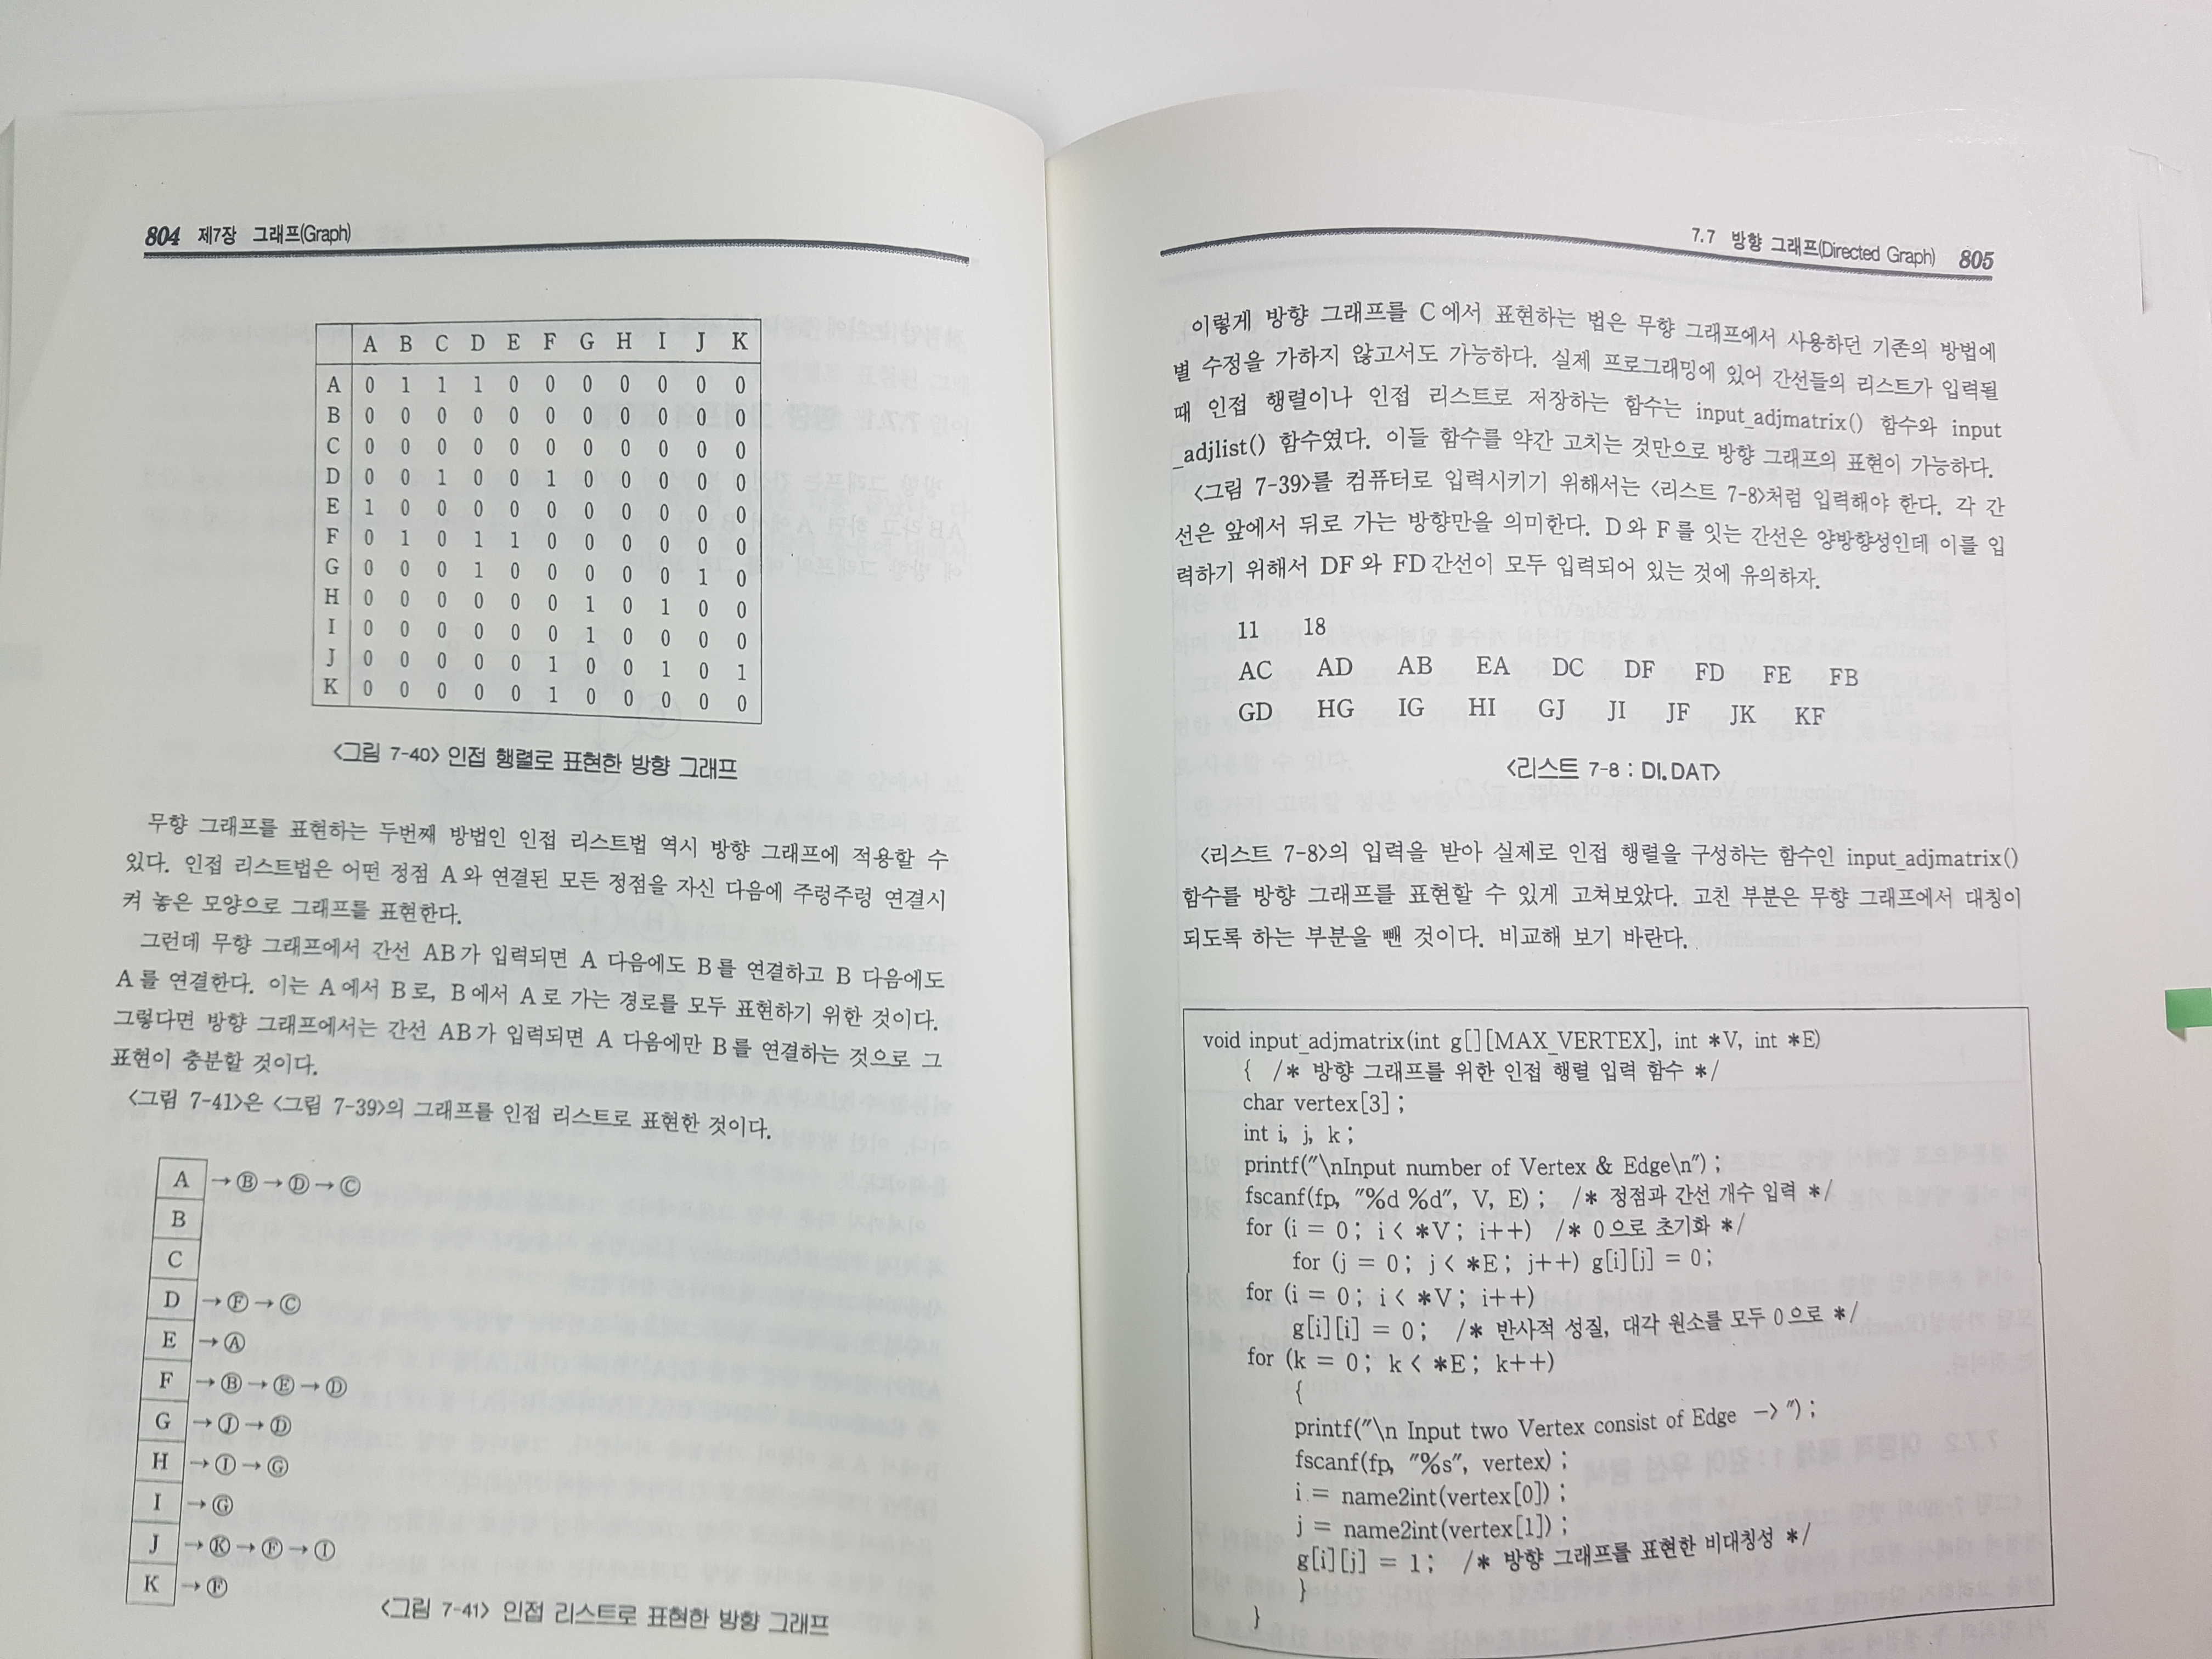 804 제7장 그래프(Graph)
A B C D E F G H I J K
A 0 1 1 1 0 0 0 0 0 0 0
B 0 0 0 0 0 0 0 0 0 0 0
C 0 0 0 0 0 0 0 0 0 0 0
D 0 0 1 0 0 1 0 0 0 0 0
E 1 0 0 0 0 0 0 0 0 0 0
F 0 1 0 1 1 0 0 0 0 0 0
G 0 0 0 1 0 0 0 0 0 1 0
H 0 0 0 0 0 0 1 0 1 0 0
I 0 0 0 0 0 0 1 0 0 0 0
J 0 0 0 0 0 1 0 0 1 0 1
K 0 0 0 0 0 1 0 0 0 0 0
<그림 7-40> 인접 행렬로 표현한 방향 그래프
무향 그래프를 표현하는 두번째 방법인 인접 리스트법 역시 방향 그래프에 적용할 수
있다. 인접 리스트법은 어떤 정점 A와 연결된 모든 정점을 자신 다음에 주렁주렁 연결시
켜 놓은 모양으로 그래프를 표현한다.
그런데 무향 그래프에서 간선 AB가 입력되면 A 다음에도 B를 연결하고 B 다음에도
A를 연결한다. 이는 A에서 B로, B에서 A로 가는 경로를 모두 표현하기 위한 것이다.
그렇다면 방향 그래프에서는 간선 AB가 입력되면 A 다음에만 B를 연결하는 것으로 그
표현이 충분할 것이다.
<그림 7-41>은 <그림 7-39>의 그래프를 인접 리스트로 표현한 것이다.
A →Ⓑ→Ⓓ→Ⓒ
B
C
D →Ⓕ→Ⓒ
E →Ⓐ
F →Ⓑ→Ⓔ→Ⓓ
G →Ⓙ→Ⓓ
H →Ⓘ→Ⓖ
I →Ⓖ
J →Ⓚ→Ⓕ→Ⓘ
K →Ⓕ
<그림 7-41> 인접 리스트로 표현한 방향 그래프
7.7 방향 그래프(Directed Graph) 805
이렇게 방향 그래프를 C에서 표현하는 법은 무향 그래프에서 사용하던 기존의 방법에
별 수정을 가하지 않고서도 가능하다. 실제 프로그래밍에 있어 간선들의 리스트가 입력될
때 인접 행렬이나 인접 리스트로 저장하는 함수는 input_adjmatrix() 함수와 input
_adjlist() 함수였다. 이들 함수를 약간 고치는 것만으로 방향 그래프의 표현이 가능하다.
<그림 7-39>를 컴퓨터로 입력시키기 위해서는 <리스트 7-8>처럼 입력해야 한다. 각 간
선은 앞에서 뒤로 가는 방향만을 의미한다. D와 F를 잇는 간선은 양방향성인데 이를 입
력하기 위해서 DF와 FD간선이 모두 입력되어 있는 것에 유의하자.
11 18
AC AD AB EA DC DF FD FE FB
GD HG IG HI GJ JI JF JK KF
<리스트 7-8 : DI.DAT>
<리스트 7-8>의 입력을 받아 실제로 인접 행렬을 구성하는 함수인 input_adjmatrix()
함수를 방향 그래프를 표현할 수 있게 고쳐보았다. 고친 부분은 무향 그래프에서 대칭이
되도록 하는 부분을 뺀 것이다. 비교해 보기 바란다.
void input_adjmatrix(int g[][MAX_VERTEX], int *V, int *E)
{ /* 방향 그래프를 위한 인접 행렬 입력 함수 */
char vertex[3];
int i, j, k;
printf("\nInput number of Vertex & Edge\n");
fscanf(fp, "%d %d", V, E); /* 정점과 간선 개수 입력 */
for (i = 0; i < *V; i++) /* 0으로 초기화 */
for (j = 0; j < *E; j++) g[i][j] = 0;
for (i = 0; i < *V; i++)
g[i][i] = 0; /* 반사적 성질, 대각 원소를 모두 0으로 */
for (k = 0; k < *E; k++)
{
printf("\n Input two Vertex consist of Edge -> ");
fscanf(fp, "%s", vertex);
i = name2int(vertex[0]);
j = name2int(vertex[1]);
g[i][j] = 1; /* 방향 그래프를 표현한 비대칭성 */
}
}